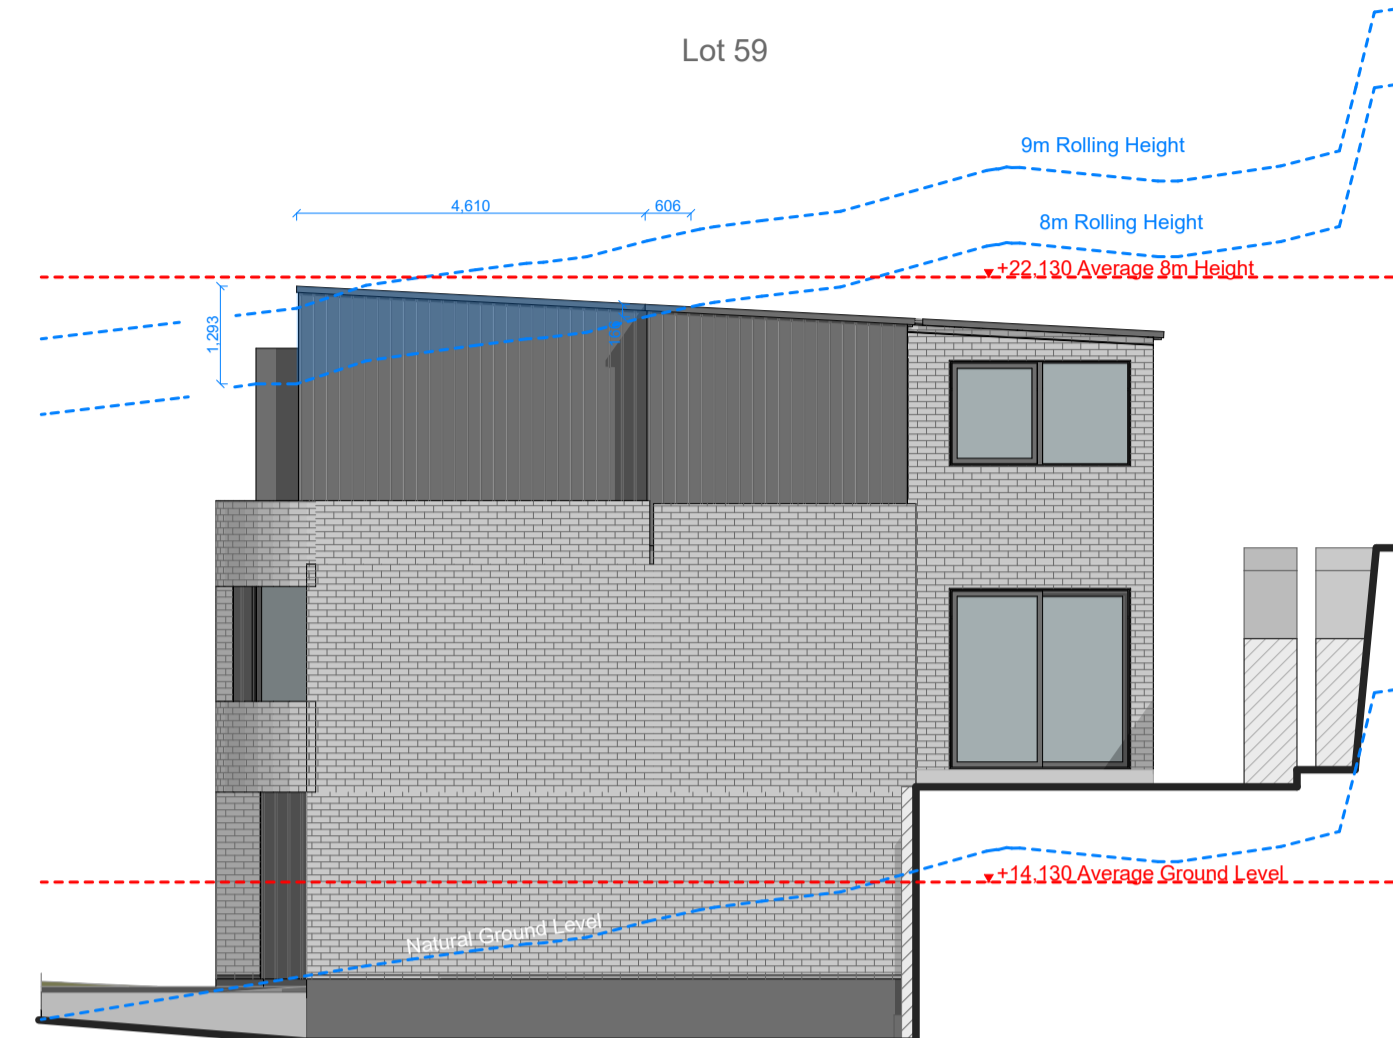 Lot 59
9m Rolling Height
4,610
606
8m Rolling Height
+22,130 Average 8m Height
1,293
+14,130 Average Ground Level
Natural Ground Level